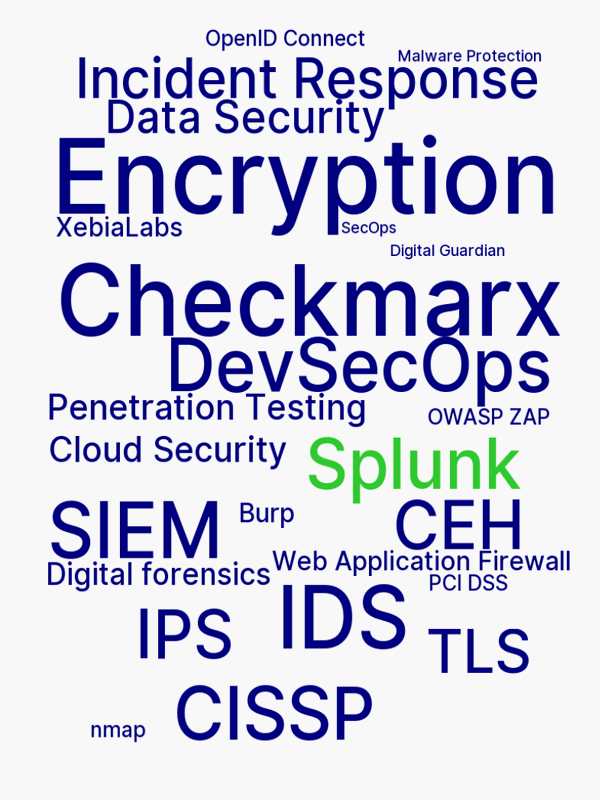 OpenID Connect
Malware Protection
Incident Response
Data Security
Encryption
XebiaLabs
SecOps
Digital Guardian
Checkmarx
DevSecOps
Penetration Testing
OWASP ZAP
Cloud Security
Splunk
SIEM
Burp
CEH
Web Application Firewall
Digital forensics
PCI DSS
IPS
IDS
TLS
CISSP
nmap